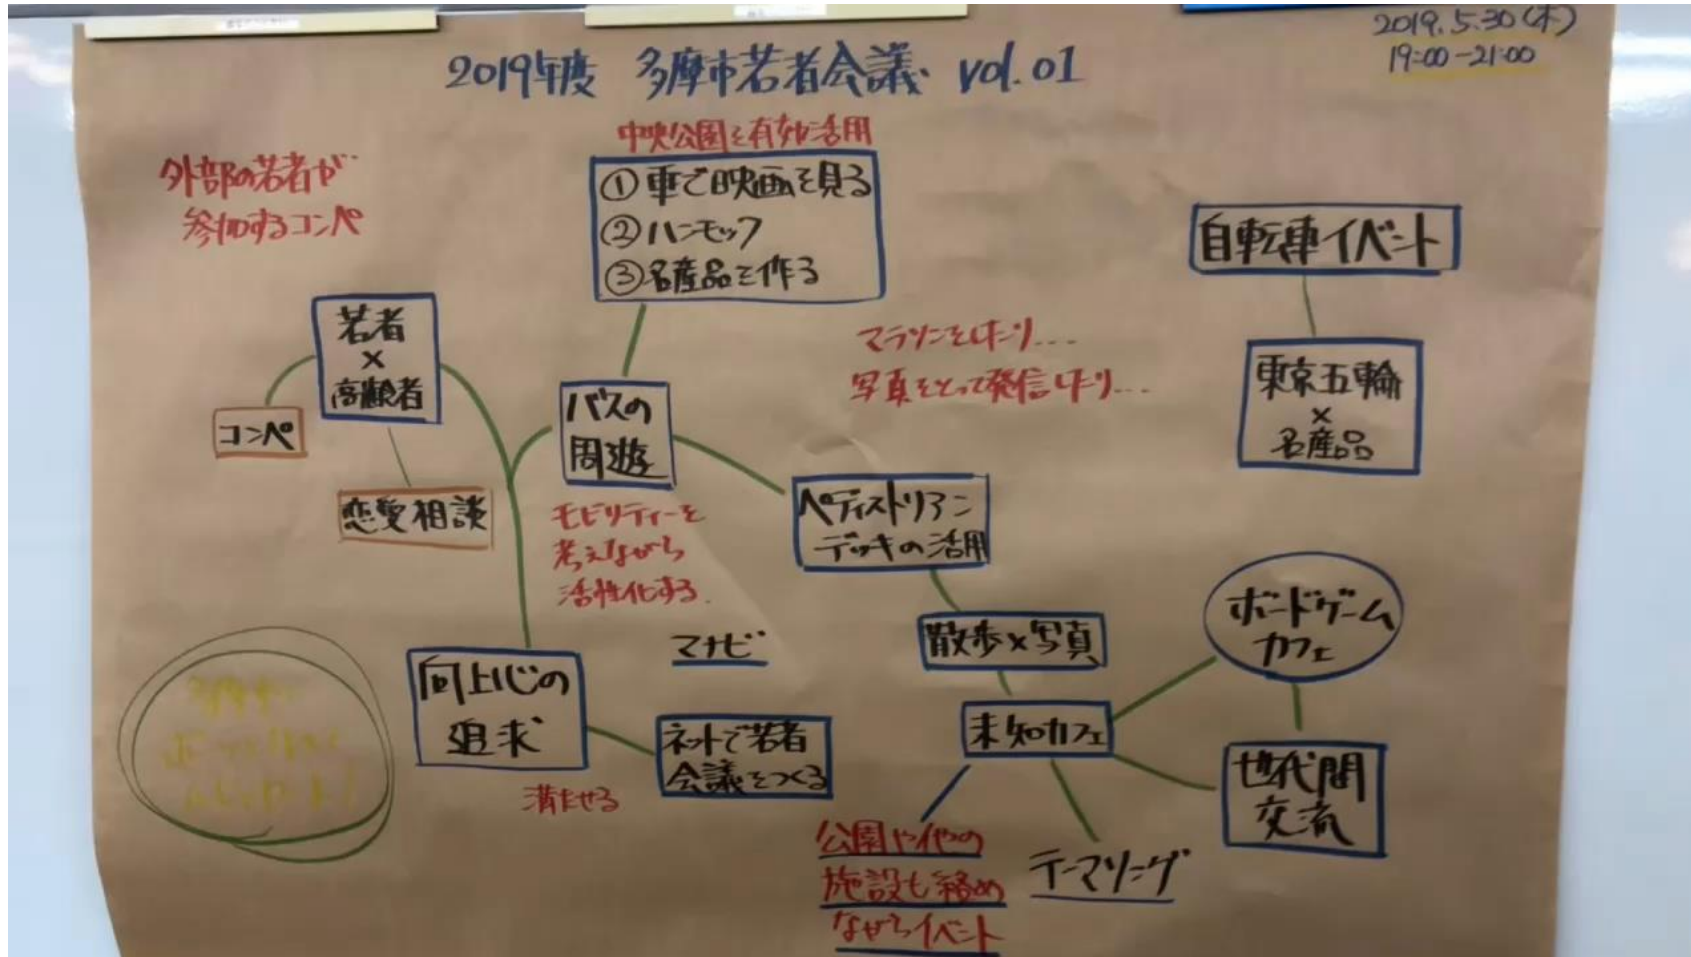 2019.5.30(木)
19:00-21:00
2019年度 多摩市若者会議 vol.01
外部の若者が
参加するコンペ
中央公園を有効活用
①車で映画を見る
②ハンモック
③名産品を作る
自転車イベント
東京五輪
×
名産品
若者
×
高齢者
コンペ
恋愛相談
バスの
周遊
モビリティーを
考えながら
活性化する
マラソンをしたり...
写真をとって発信したり...
ペディストリアン
デッキの活用
散歩×写真
ボードゲーム
カフェ
未知カフェ
世代間
交流
テーマソング
公園や他の
施設も絡め
ながらイベント
マナビ
向上心の
追求
満たせる
ネットで若者
会議をつくる